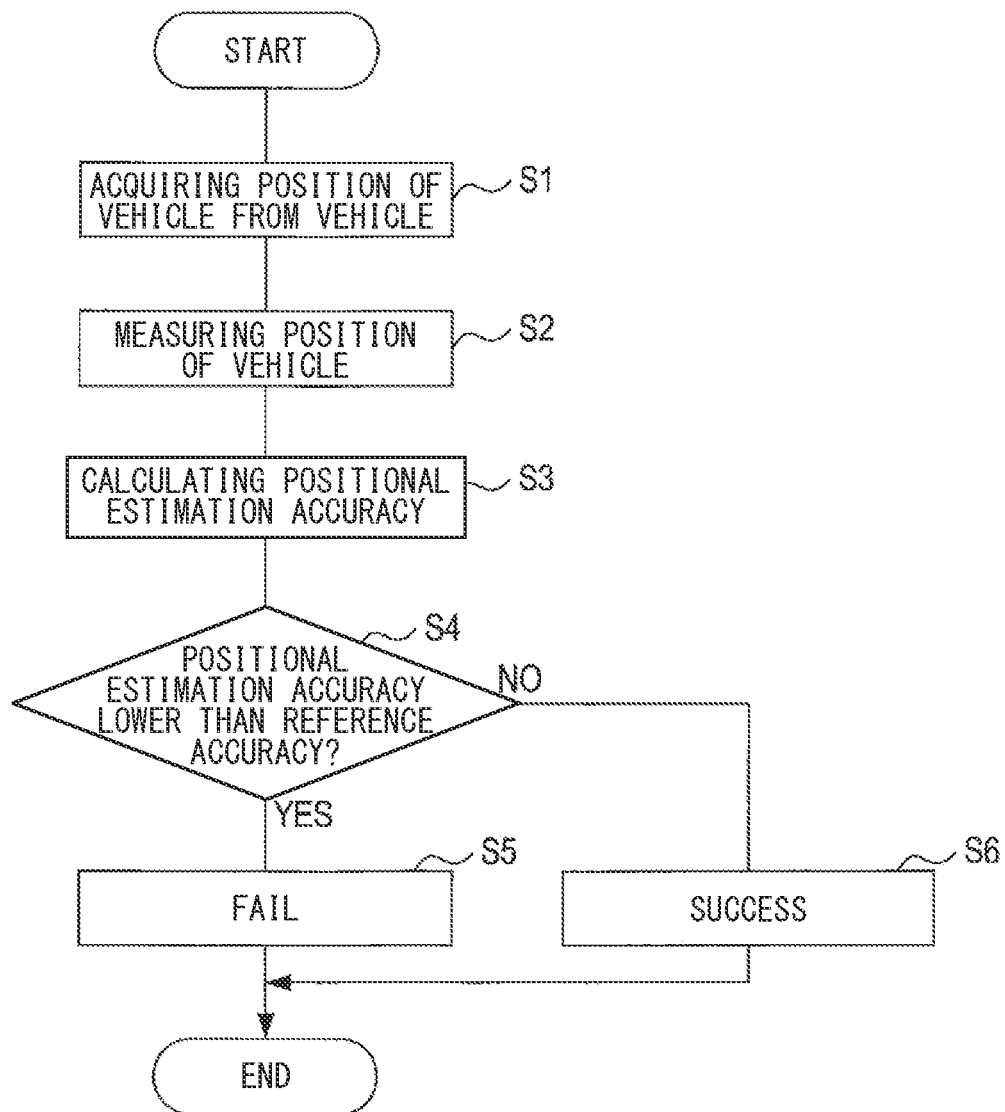 START
ACQUIRING POSITION OF
VEHICLE FROM VEHICLE
S1
MEASURING POSITION
OF VEHICLE
S2
CALCULATING POSITIONAL
ESTIMATION ACCURACY
S3
S4
POSITIONAL
ESTIMATION ACCURACY
LOWER THAN REFERENCE
ACCURACY?
NO
YES
S5
FAIL
S6
SUCCESS
END